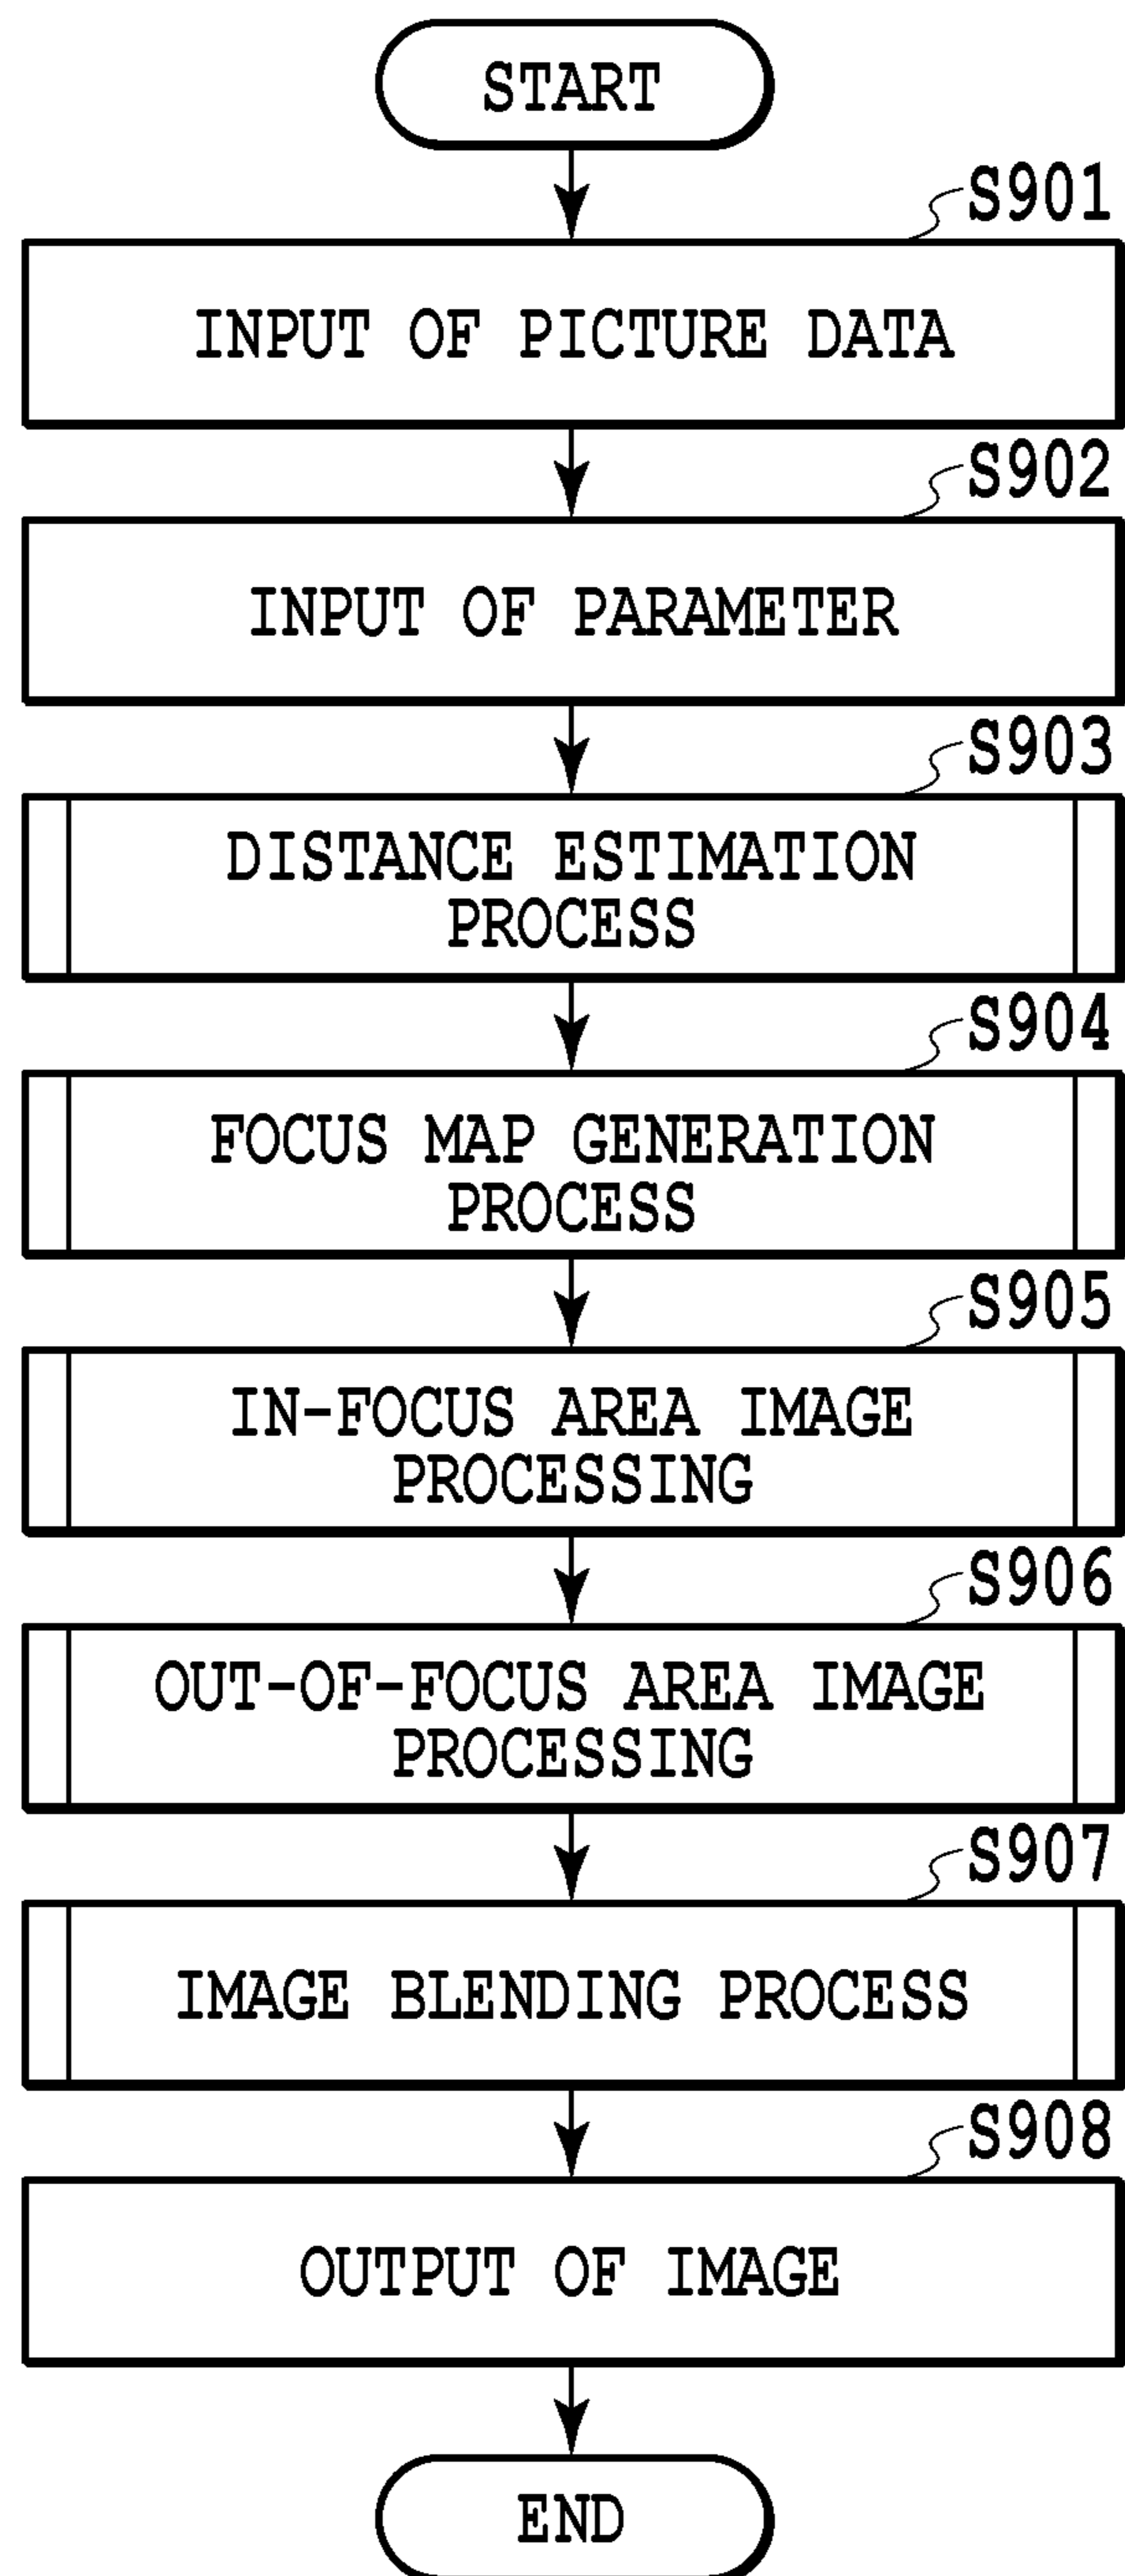 START
S901
INPUT OF PICTURE DATA
S902
INPUT OF PARAMETER
S903
DISTANCE ESTIMATION
PROCESS
S904
FOCUS MAP GENERATION
PROCESS
S905
IN-FOCUS AREA IMAGE
PROCESSING
S906
OUT-OF-FOCUS AREA IMAGE
PROCESSING
S907
IMAGE BLENDING PROCESS
S908
OUTPUT OF IMAGE
END